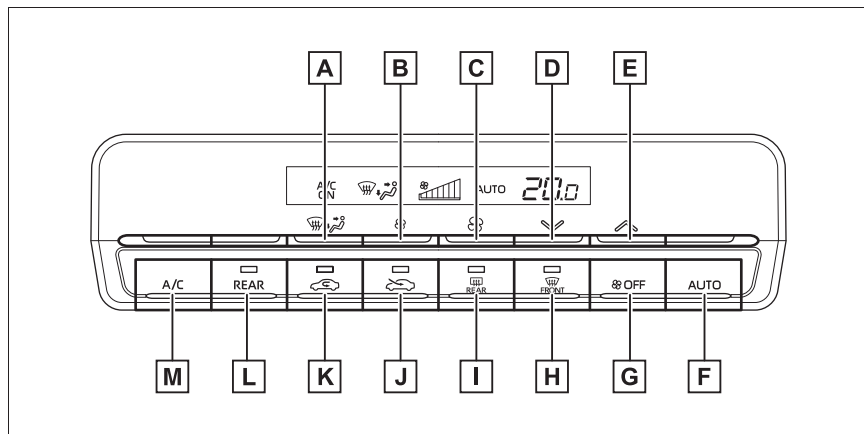 A B C D E
A/C ON AUTO 20.0
A/C REAR REAR FRONT OFF AUTO
M L K J I H G F